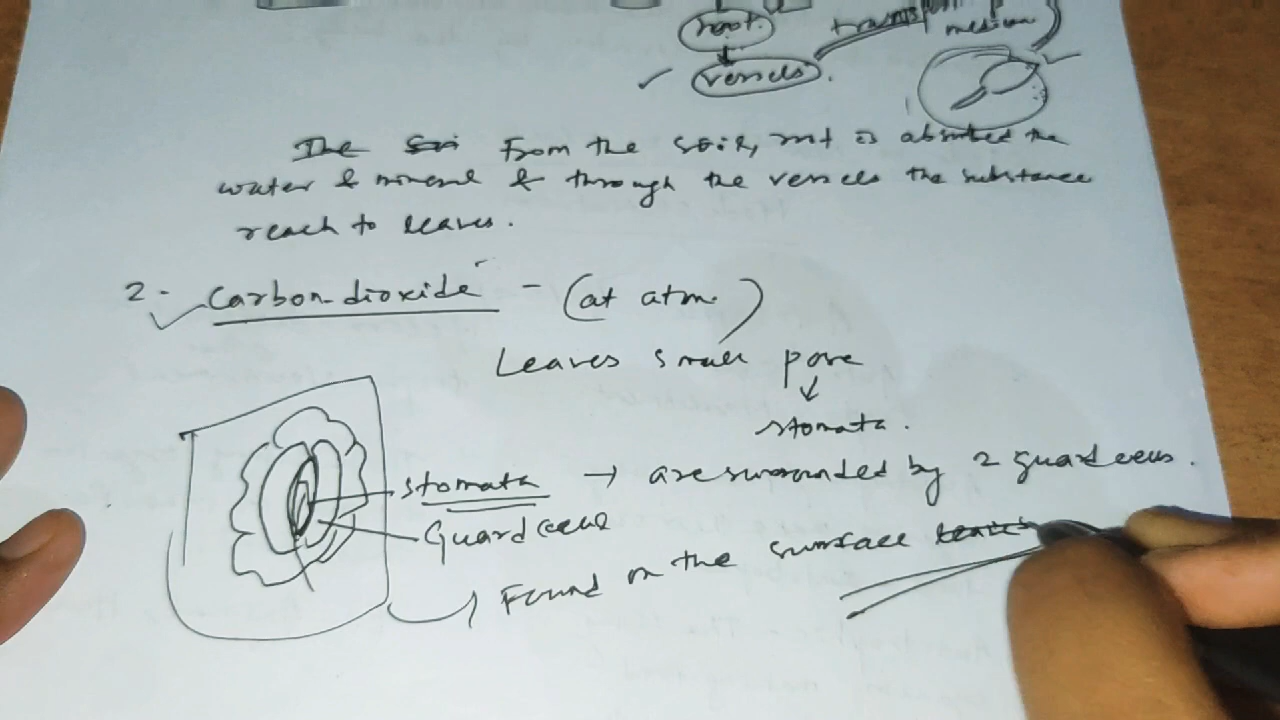 root.
transport medium
vessels.
The Soi From the soil, root is absorbed the
water & mineral & through the vessels the substance
reach to leaves.
2- Carbon dioxide - (at atm.)
Leaves small pore
stomata.
stomata → are surrounded by 2 guard cells.
Guard cell
Found on the surface